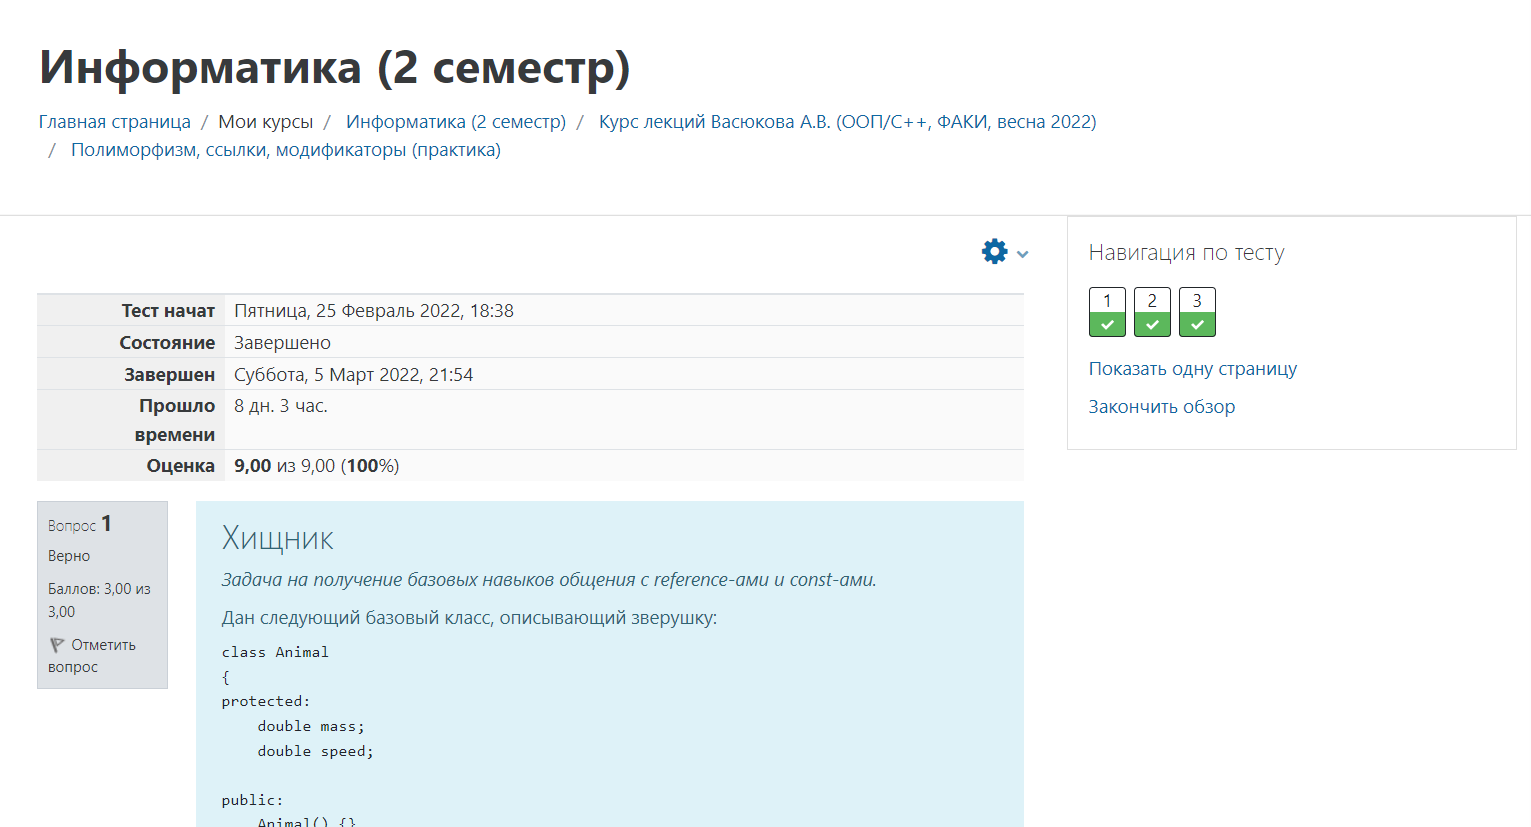 Информатика (2 семестр)
Главная страница / Мои курсы / Информатика (2 семестр) / Курс лекций Васюкова А.В. (ООП/C++, ФАКИ, весна 2022)
/ Полиморфизм, ссылки, модификаторы (практика)
Тест начат Пятница, 25 Февраль 2022, 18:38
Состояние Завершено
Завершен Суббота, 5 Март 2022, 21:54
Прошло 8 дн. 3 час.
времени
Оценка 9,00 из 9,00 (100%)
Вопрос 1
Верно
Баллов: 3,00 из
3,00
Отметить
вопрос
Хищник
Задача на получение базовых навыков общения с reference-ами и const-ами.
Дан следующий базовый класс, описывающий зверушку:
class Animal
{
protected:
    double mass;
    double speed;
public:
    Animal() {}
Навигация по тесту
1 2 3
Показать одну страницу
Закончить обзор